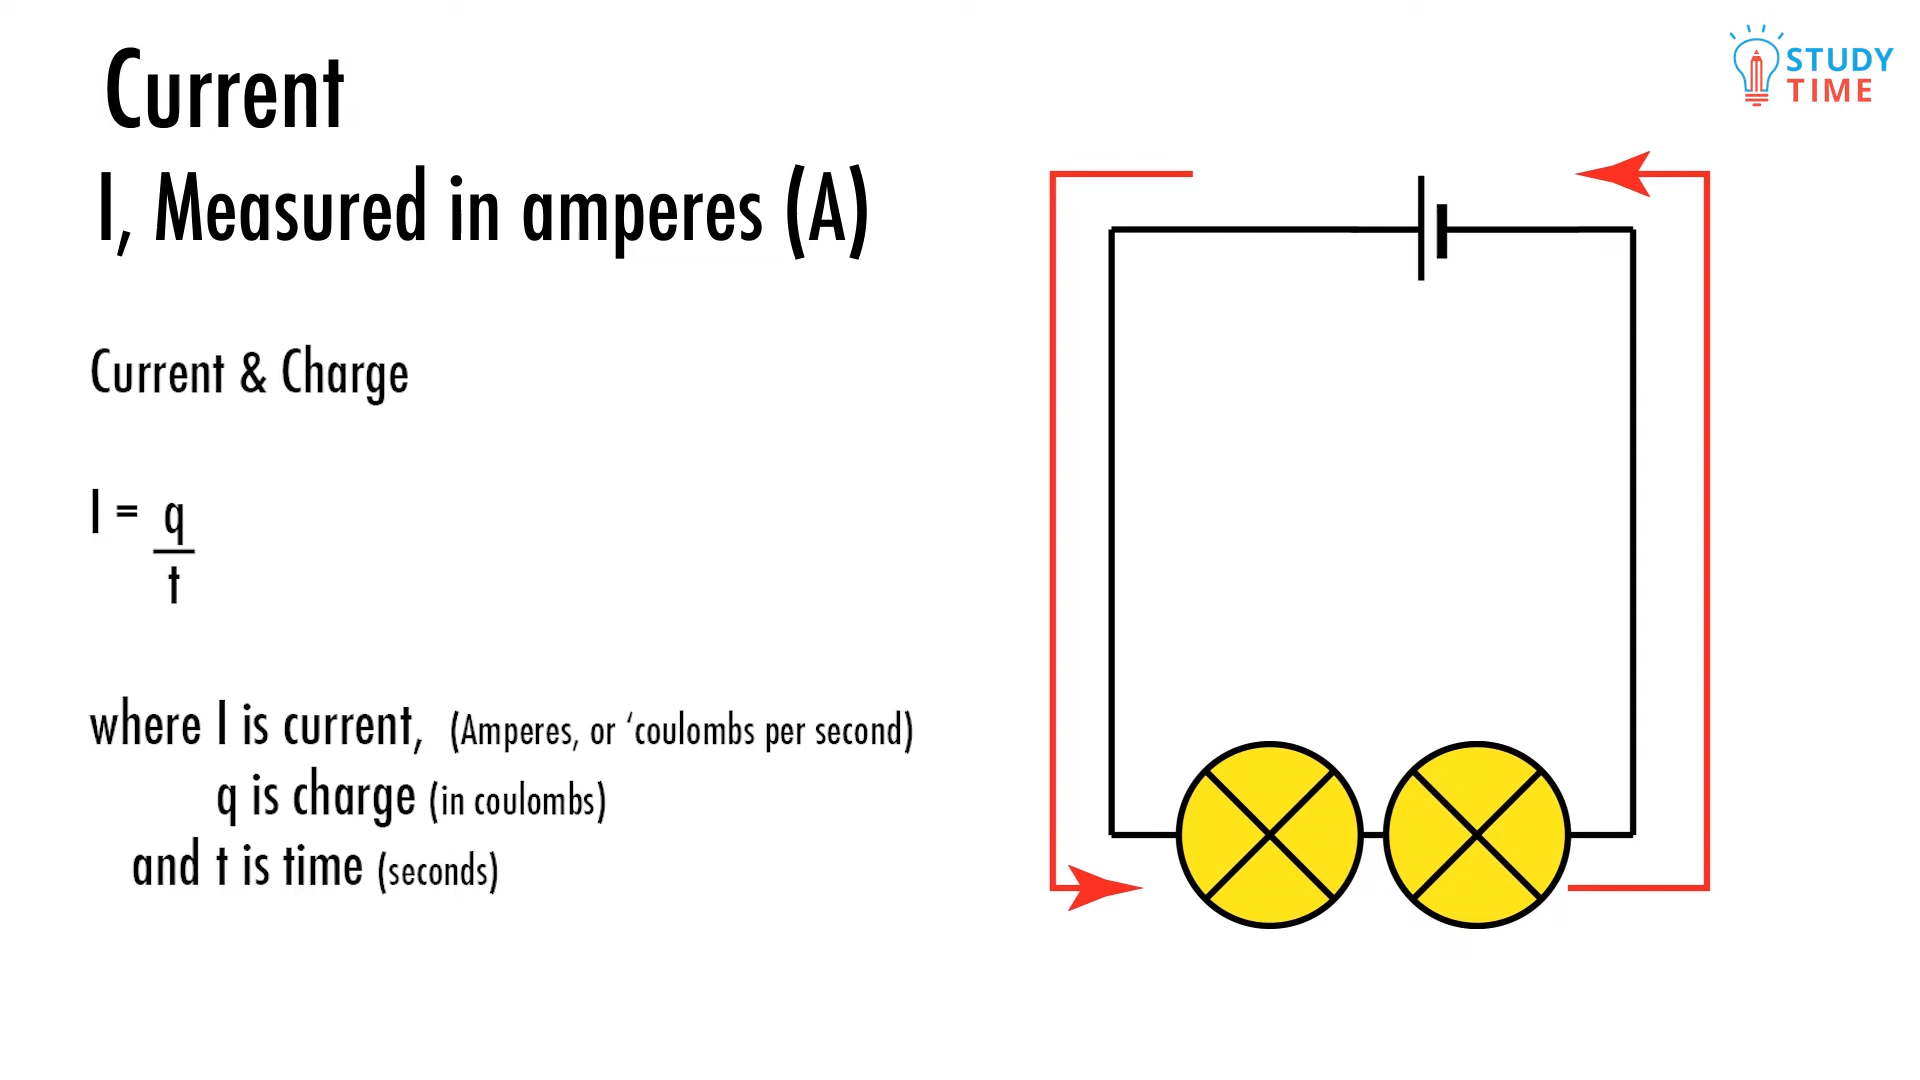 Current
STUDY
TIME
I, Measured in amperes (A)
Current & Charge
I = q
t
where I is current, (Amperes, or ‘coulombs per second)
q is charge (in coulombs)
and t is time (seconds)